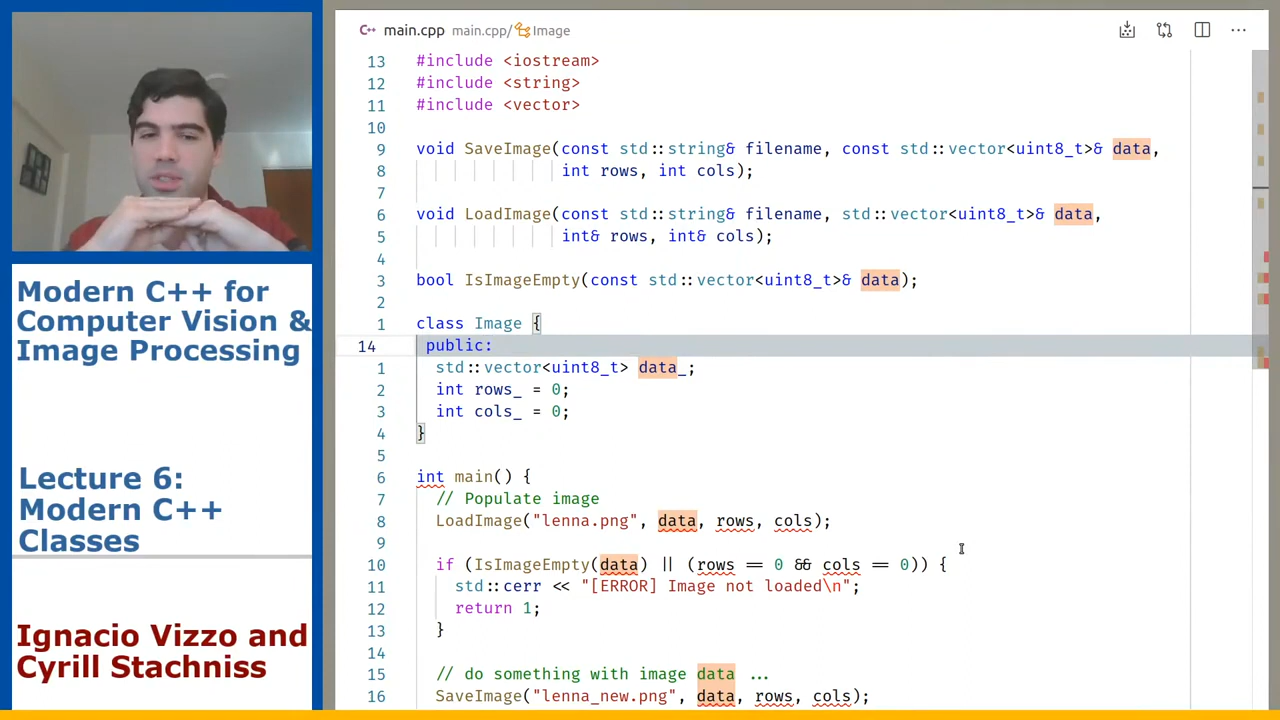 main.cpp main.cpp/ Image
13 #include <iostream>
12 #include <string>
11 #include <vector>
10
9 void SaveImage(const std::string& filename, const std::vector<uint8_t>& data,
8 int rows, int cols);
7
6 void LoadImage(const std::string& filename, std::vector<uint8_t>& data,
5 int& rows, int& cols);
4
3 bool IsImageEmpty(const std::vector<uint8_t>& data);
2
1 class Image {
14 public:
1 std::vector<uint8_t> data_;
2 int rows_ = 0;
3 int cols_ = 0;
4 }
5
6 int main() {
7 // Populate image
8 LoadImage("lenna.png", data, rows, cols);
9
10 if (IsImageEmpty(data) || (rows == 0 && cols == 0)) {
11 std::cerr << "[ERROR] Image not loaded\n";
12 return 1;
13 }
14
15 // do something with image data ...
16 SaveImage("lenna_new.png", data, rows, cols);
Modern C++ for
Computer Vision &
Image Processing
Lecture 6:
Modern C++
Classes
Ignacio Vizzo and
Cyrill Stachniss